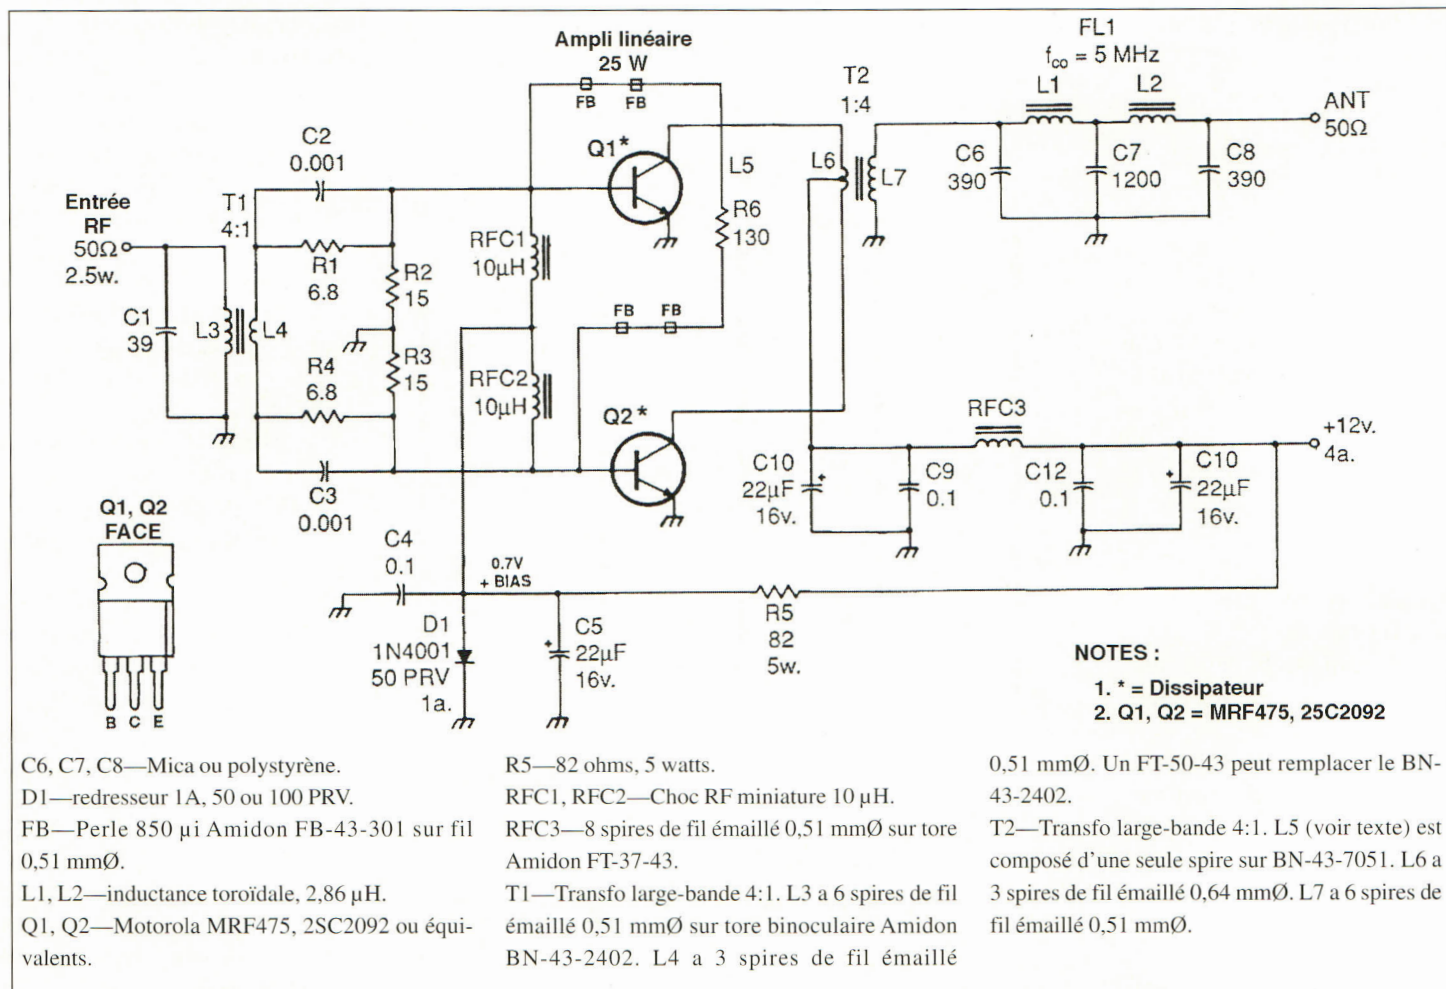 Ampli linéaire
25 W
FB FB
FL1
fco = 5 MHz
L1 L2
T2
1:4
ANT
50Ω
C2
0.001
Q1*
L5
L6
L7
C6
390
C7
1200
C8
390
Entrée
RF
50Ω
2.5w.
T1
4:1
R1
6.8
R2
15
RFC1
10µH
R6
130
C1
39
L3
L4
R4
6.8
R3
15
RFC2
10µH
FB FB
Q2*
RFC3
+12v.
4a.
C3
0.001
C10
22µF
16v.
+
C9
0.1
C12
0.1
C10
22µF
16v.
+
Q1, Q2
FACE
B C E
C4
0.1
0.7V
+ BIAS
D1
1N4001
50 PRV
1a.
C5
22µF
16v.
+
R5
82
5w.
NOTES :
1. * = Dissipateur
2. Q1, Q2 = MRF475, 25C2092
C6, C7, C8—Mica ou polystyrène.
D1—redresseur 1A, 50 ou 100 PRV.
FB—Perle 850 µi Amidon FB-43-301 sur fil
0,51 mmØ.
L1, L2—inductance toroïdale, 2,86 µH.
Q1, Q2—Motorola MRF475, 2SC2092 ou équi-
valents.
R5—82 ohms, 5 watts.
RFC1, RFC2—Choc RF miniature 10 µH.
RFC3—8 spires de fil émaillé 0,51 mmØ sur tore
Amidon FT-37-43.
T1—Transfo large-bande 4:1. L3 a 6 spires de fil
émaillé 0,51 mmØ sur tore binoculaire Amidon
BN-43-2402. L4 a 3 spires de fil émaillé
0,51 mmØ. Un FT-50-43 peut remplacer le BN-
43-2402.
T2—Transfo large-bande 4:1. L5 (voir texte) est
composé d'une seule spire sur BN-43-7051. L6 a
3 spires de fil émaillé 0,64 mmØ. L7 a 6 spires de
fil émaillé 0,51 mmØ.